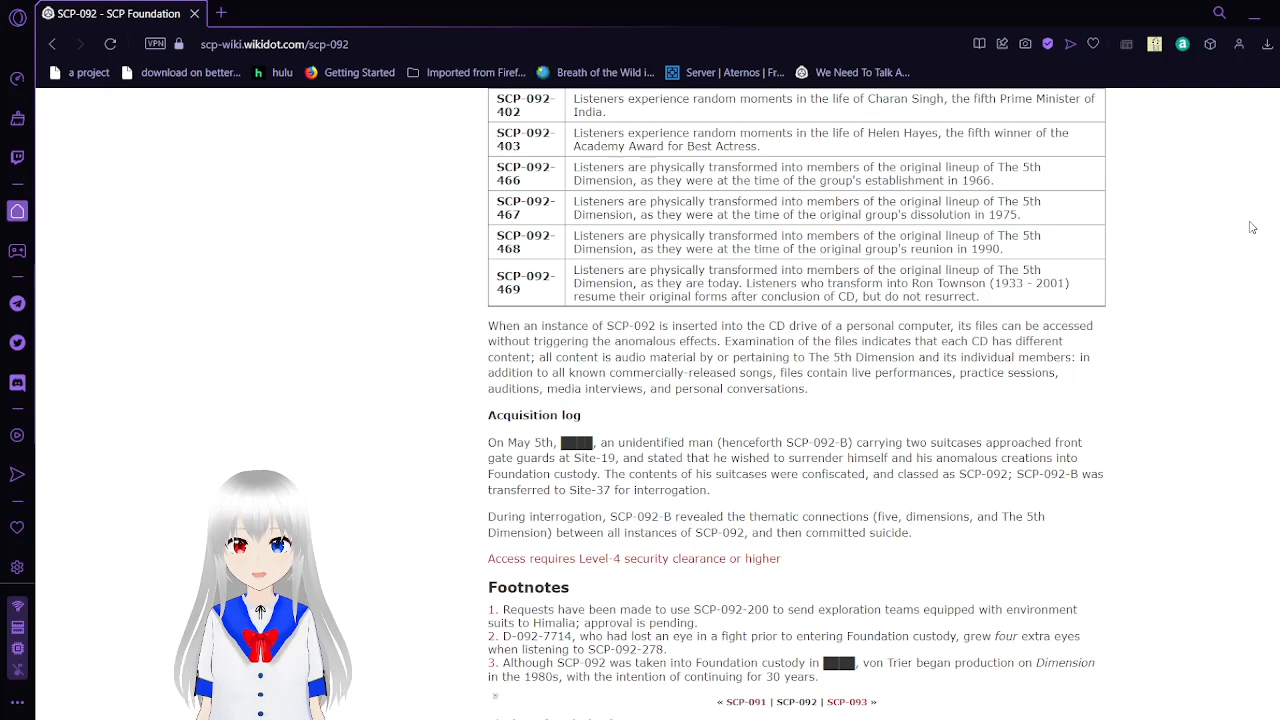 SCP-092 - SCP Foundation
VPN
scp-wiki.wikidot.com/scp-092
a project
download on better...
hulu
Getting Started
Imported from Firef...
Breath of the Wild i...
Server | Aternos | Fr...
We Need To Talk A...
SCP-092-
402
Listeners experience random moments in the life of Charan Singh, the fifth Prime Minister of
India.
SCP-092-
403
Listeners experience random moments in the life of Helen Hayes, the fifth winner of the
Academy Award for Best Actress.
SCP-092-
466
Listeners are physically transformed into members of the original lineup of The 5th
Dimension, as they were at the time of the group's establishment in 1966.
SCP-092-
467
Listeners are physically transformed into members of the original lineup of The 5th
Dimension, as they were at the time of the original group's dissolution in 1975.
SCP-092-
468
Listeners are physically transformed into members of the original lineup of The 5th
Dimension, as they were at the time of the original group's reunion in 1990.
SCP-092-
469
Listeners are physically transformed into members of the original lineup of The 5th
Dimension, as they are today. Listeners who transform into Ron Townson (1933 - 2001)
resume their original forms after conclusion of CD, but do not resurrect.
When an instance of SCP-092 is inserted into the CD drive of a personal computer, its files can be accessed
without triggering the anomalous effects. Examination of the files indicates that each CD has different
content; all content is audio material by or pertaining to The 5th Dimension and its individual members: in
addition to all known commercially-released songs, files contain live performances, practice sessions,
auditions, media interviews, and personal conversations.
Acquisition log
On May 5th, ████, an unidentified man (henceforth SCP-092-B) carrying two suitcases approached front
gate guards at Site-19, and stated that he wished to surrender himself and his anomalous creations into
Foundation custody. The contents of his suitcases were confiscated, and classed as SCP-092; SCP-092-B was
transferred to Site-37 for interrogation.
During interrogation, SCP-092-B revealed the thematic connections (five, dimensions, and The 5th
Dimension) between all instances of SCP-092, and then committed suicide.
Access requires Level-4 security clearance or higher
Footnotes
1. Requests have been made to use SCP-092-200 to send exploration teams equipped with environment
suits to Himalia; approval is pending.
2. D-092-7714, who had lost an eye in a fight prior to entering Foundation custody, grew four extra eyes
when listening to SCP-092-278.
3. Although SCP-092 was taken into Foundation custody in ████, von Trier began production on Dimension
in the 1980s, with the intention of continuing for 30 years.
« SCP-091 | SCP-092 | SCP-093 »